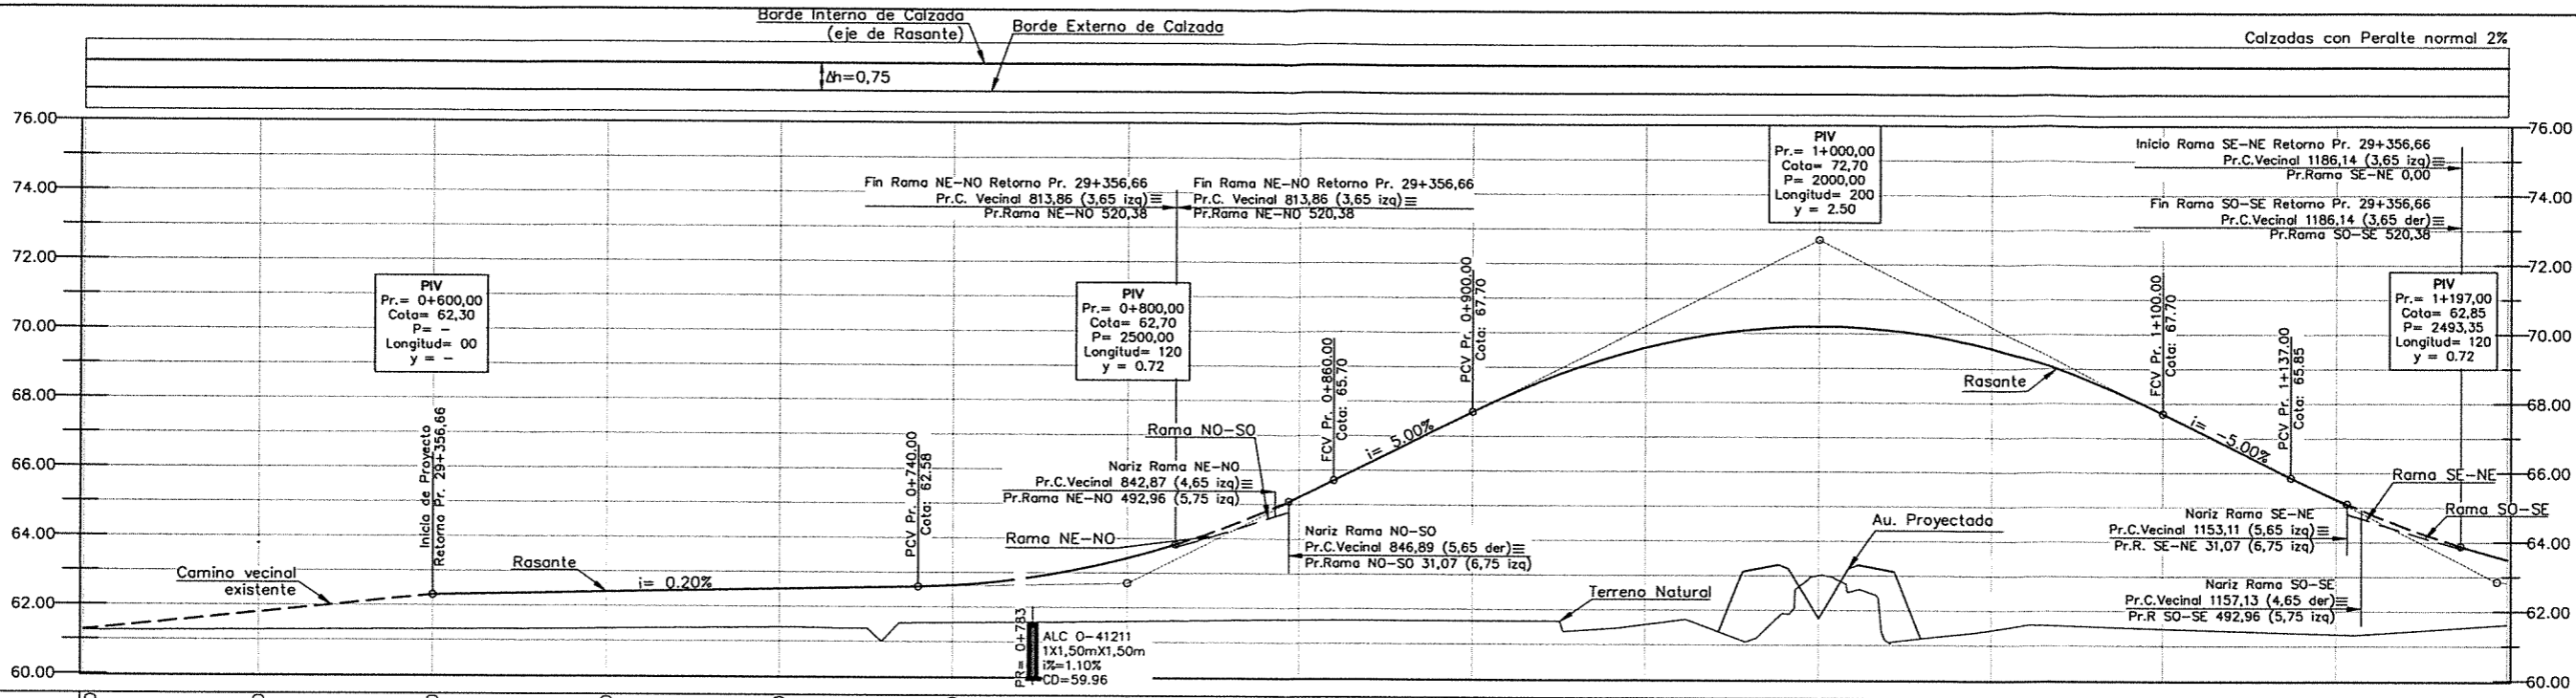 Borde Interno de Calzada
(eje de Rasante)
Borde Externo de Calzada
Calzadas con Peralte normal 2%
Δh=0,75
76.00
74.00
72.00
70.00
68.00
66.00
64.00
62.00
60.00
Camino vecinal
existente
PIV
Pr.= 0+600,00
Cota= 62,30
P= -
Longitud= 00
y = -
Inicio de Proyecto
Retorno Pr. 29+356,66
Rasante
i= 0.20%
PCV Pr. 0+740.00
Cota: 62.58
Fin Rama NE-NO Retorno Pr. 29+356,66
Pr.C. Vecinal 813,86 (3,65 izq)≡
Pr.Rama NE-NO 520,38
Fin Rama NE-NO Retorno Pr. 29+356,66
Pr.C. Vecinal 813,86 (3,65 izq)≡
Pr.Rama NE-NO 520,38
PIV
Pr.= 0+800,00
Cota= 62,70
P= 2500,00
Longitud= 120
y = 0.72
Rama NO-SO
Nariz Rama NE-NO
Pr.C.Vecinal 842,87 (4,65 izq)≡
Pr.Rama NE-NO 492,96 (5,75 izq)
Rama NE-NO
Nariz Rama NO-SO
Pr.C.Vecinal 846,89 (5,65 der)≡
Pr.Rama NO-SO 31,07 (6,75 izq)
PR= 0+783
ALC O-41211
1X1,50mX1,50m
i%=1.10%
CD=59.96
FCV Pr. 0+860.00
Cota: 65.70
i= 5.00%
PCV Pr. 0+900.00
Cota: 67.70
PIV
Pr.= 1+000,00
Cota= 72,70
P= 2000,00
Longitud= 200
y = 2.50
Rasante
Terreno Natural
Au. Proyectada
FCV Pr. 1+100.00
Cota: 67.70
i= -5.00%
PCV Pr. 1+137.00
Cota: 65.85
Inicio Rama SE-NE Retorno Pr. 29+356,66
Pr.C.Vecinal 1186,14 (3,65 izq)≡
Pr.Rama SE-NE 0,00
Fin Rama SO-SE Retorno Pr. 29+356,66
Pr.C.Vecinal 1186,14 (3,65 der)≡
Pr.Rama SO-SE 520,38
PIV
Pr.= 1+197,00
Cota= 62,85
P= 2493,35
Longitud= 120
y = 0.72
Rama SE-NE
Rama SO-SE
Nariz Rama SE-NE
Pr.C.Vecinal 1153,11 (5,65 izq)≡
Pr.R. SE-NE 31,07 (6,75 izq)
Nariz Rama SO-SE
Pr.C.Vecinal 1157,13 (4,65 der)≡
Pr.R SO-SE 492,96 (5,75 izq)
76.00
74.00
72.00
70.00
68.00
66.00
64.00
62.00
60.00